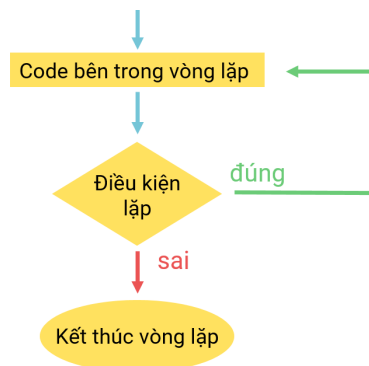 Code bên trong vòng lặp
Điều kiện
lặp
đúng
sai
Kết thúc vòng lặp